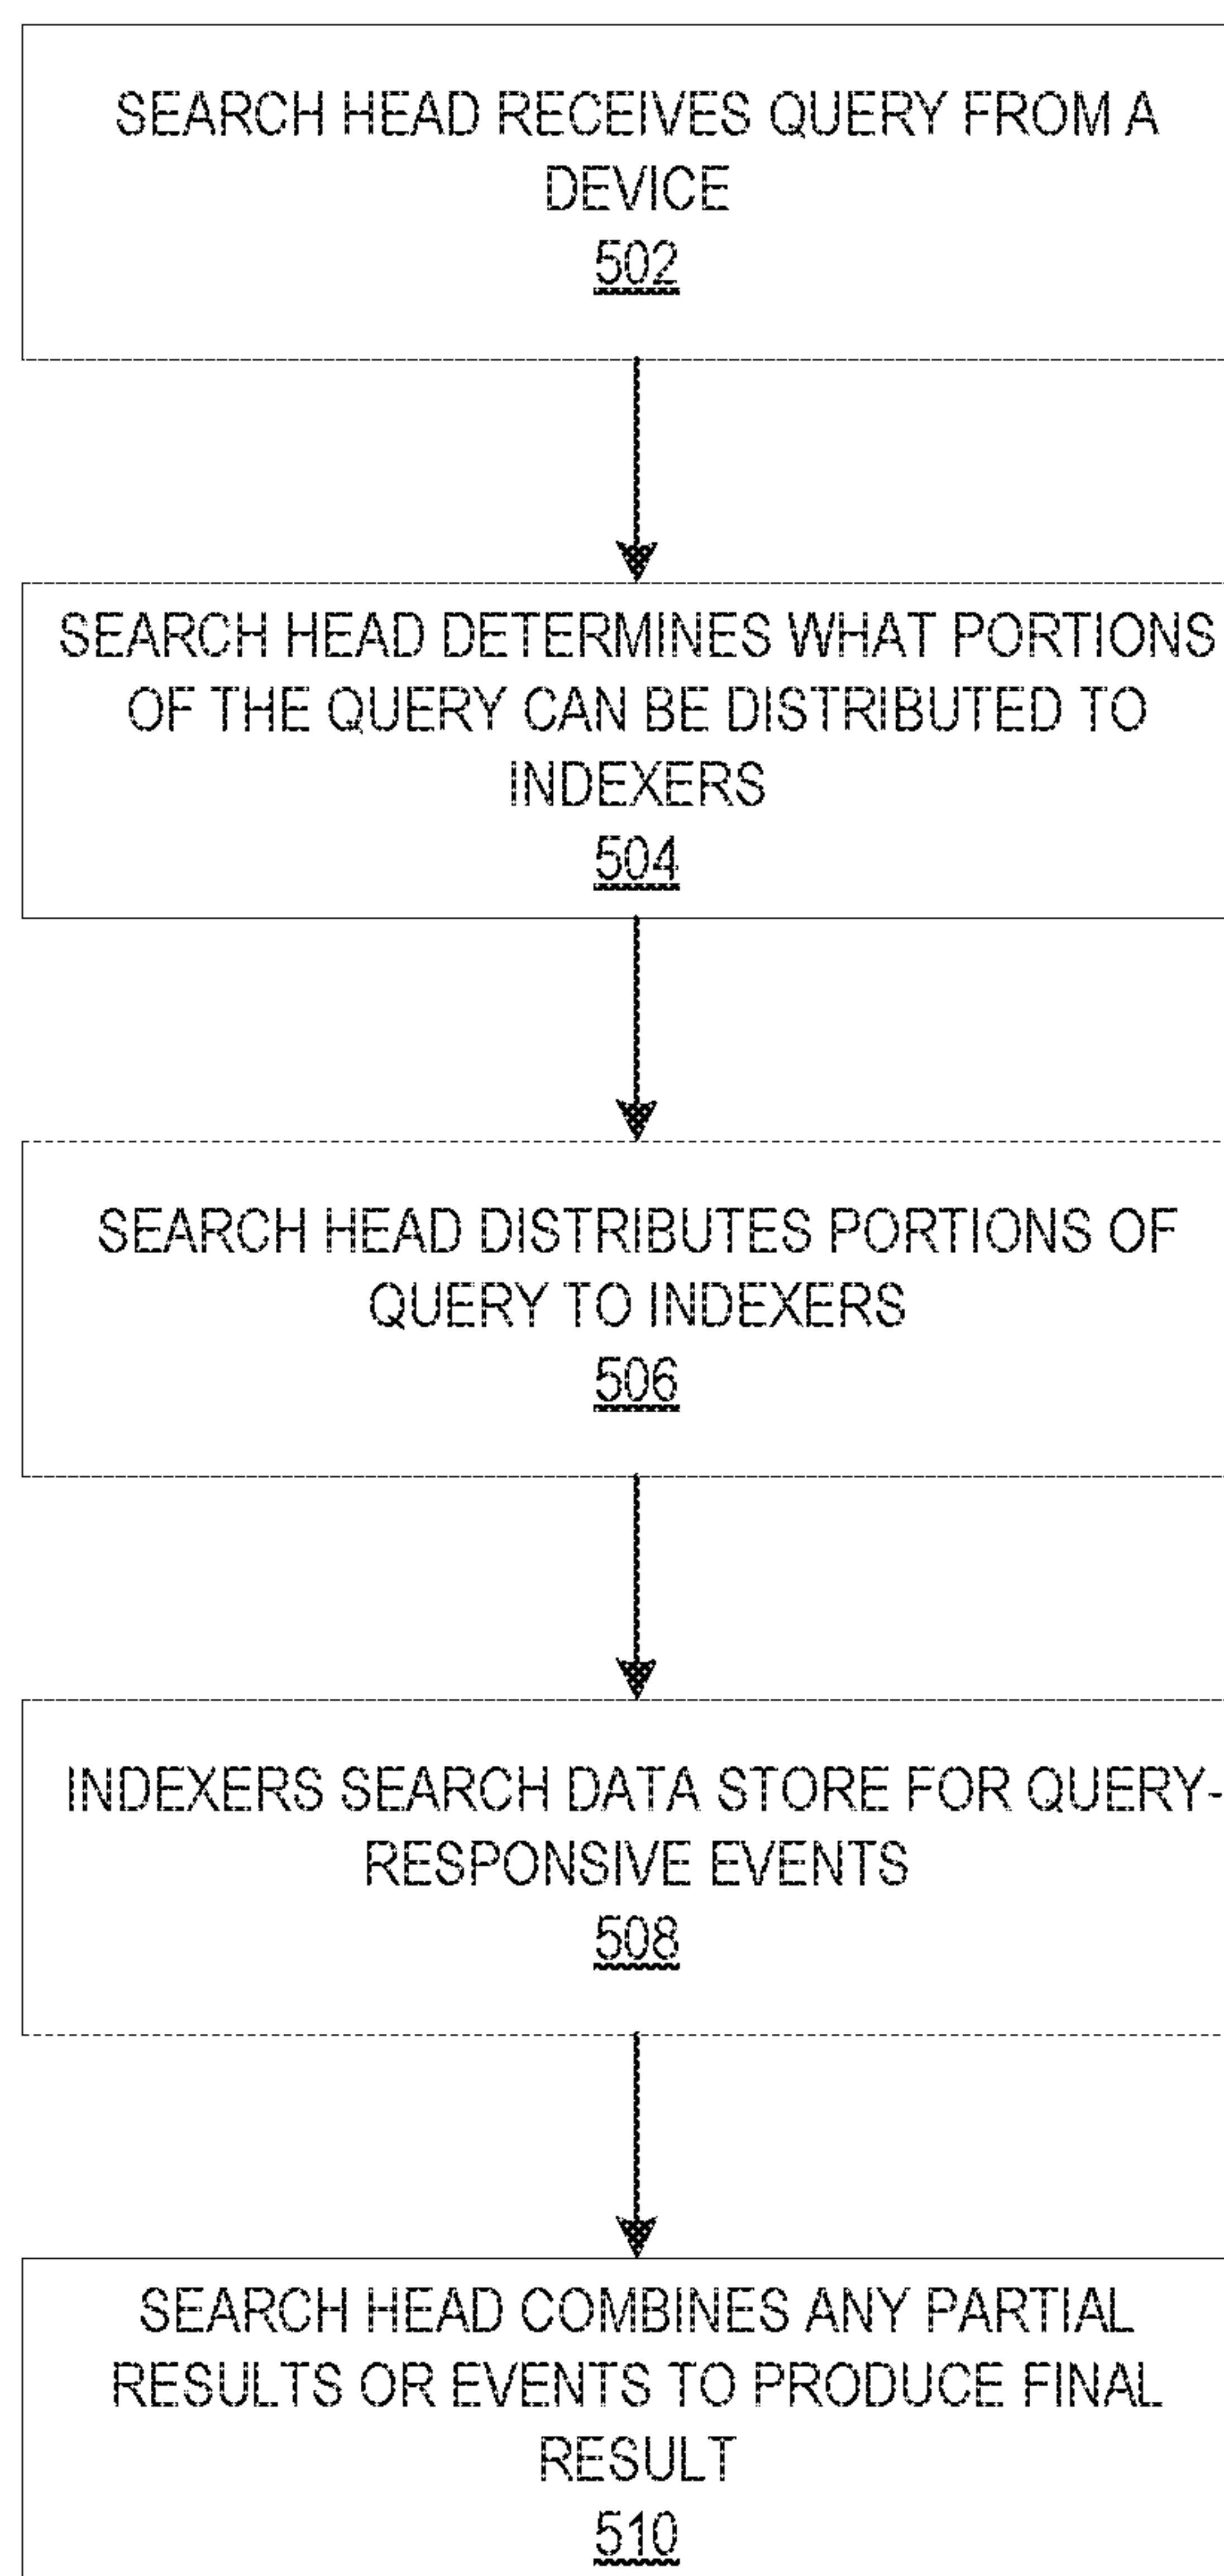 SEARCH HEAD RECEIVES QUERY FROM A
DEVICE
502
SEARCH HEAD DETERMINES WHAT PORTIONS
OF THE QUERY CAN BE DISTRIBUTED TO
INDEXERS
504
SEARCH HEAD DISTRIBUTES PORTIONS OF
QUERY TO INDEXERS
506
INDEXERS SEARCH DATA STORE FOR QUERY-
RESPONSIVE EVENTS
508
SEARCH HEAD COMBINES ANY PARTIAL
RESULTS OR EVENTS TO PRODUCE FINAL
RESULT
510